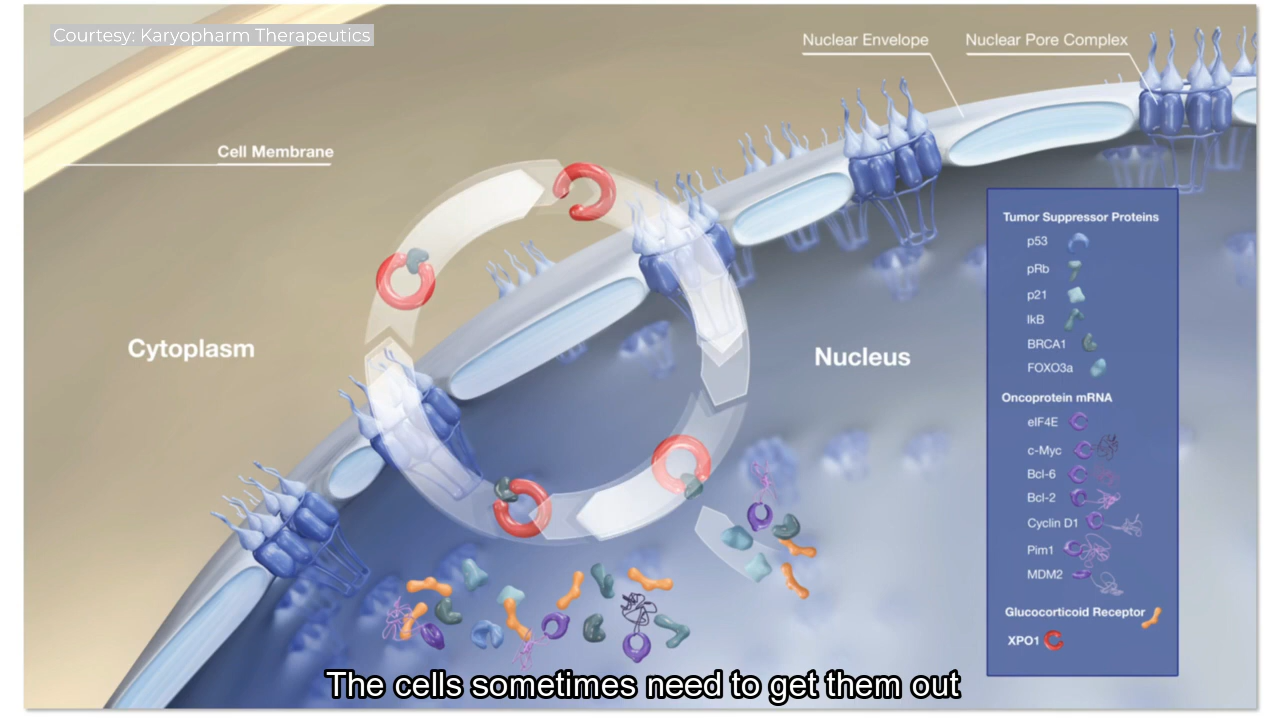 Courtesy: Karyopharm Therapeutics
Nuclear Envelope
Nuclear Pore Complex
Cell Membrane
Cytoplasm
Nucleus
Tumor Suppressor Proteins
p53
pRb
p21
IkB
BRCA1
FOXO3a
Oncoprotein mRNA
eIF4E
c-Myc
Bcl-6
Bcl-2
Cyclin D1
Pim1
MDM2
Glucocorticoid Receptor
XPO1
The cells sometimes need to get them out